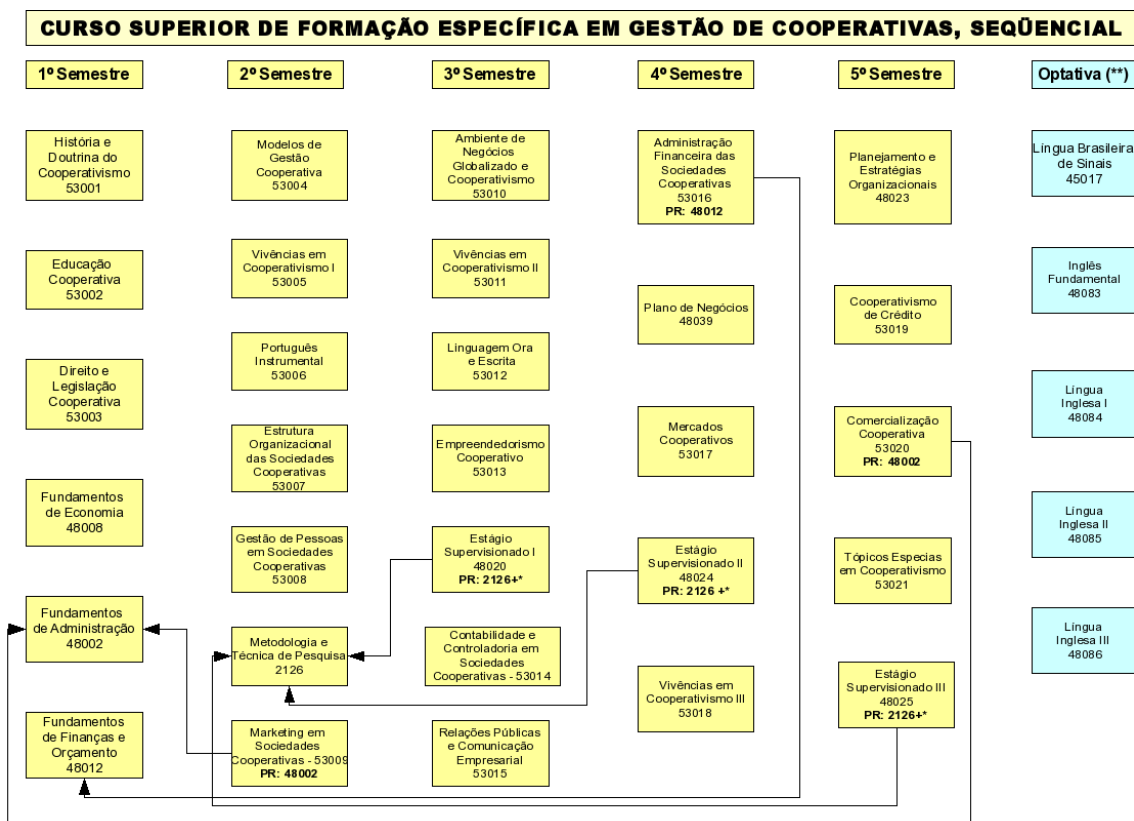 CURSO SUPERIOR DE FORMAÇÃO ESPECÍFICA EM GESTÃO DE COOPERATIVAS, SEQÜENCIAL
1º Semestre
História e
Doutrina do
Cooperativismo
53001
Educação
Cooperativa
53002
Direito e
Legislação
Cooperativa
53003
Fundamentos
de Economia
48008
Fundamentos
de Administração
48002
Fundamentos
de Finanças e
Orçamento
48012
2º Semestre
Modelos de
Gestão
Cooperativa
53004
Vivências em
Cooperativismo I
53005
Português
Instrumental
53006
Estrutura
Organizacional
das Sociedades
Cooperativas
53007
Gestão de Pessoas
em Sociedades
Cooperativas
53008
Metodologia e
Técnica de Pesquisa
2126
Marketing em
Sociedades
Cooperativas - 53009
PR: 48002
3º Semestre
Ambiente de
Negócios
Globalizado e
Cooperativismo
53010
Vivências em
Cooperativismo II
53011
Linguagem Ora
e Escrita
53012
Empreendedorismo
Cooperativo
53013
Estágio
Supervisionado I
48020
PR: 2126+*
Contabilidade e
Controladoria em
Sociedades
Cooperativas - 53014
Relações Públicas
e Comunicação
Empresarial
53015
4º Semestre
Administração
Financeira das
Sociedades
Cooperativas
53016
PR: 48012
Plano de Negócios
48039
Mercados
Cooperativos
53017
Estágio
Supervisionado II
48024
PR: 2126 +*
Vivências em
Cooperativismo III
53018
5º Semestre
Planejamento e
Estratégias
Organizacionais
48023
Cooperativismo
de Crédito
53019
Comercialização
Cooperativa
53020
PR: 48002
Tópicos Especias
em Cooperativismo
53021
Estágio
Supervisionado III
48025
PR: 2126+*
Optativa (**)
Língua Brasileira
de Sinais
45017
Inglês
Fundamental
48083
Língua
Inglesa I
48084
Língua
Inglesa II
48085
Língua
Inglesa III
48086